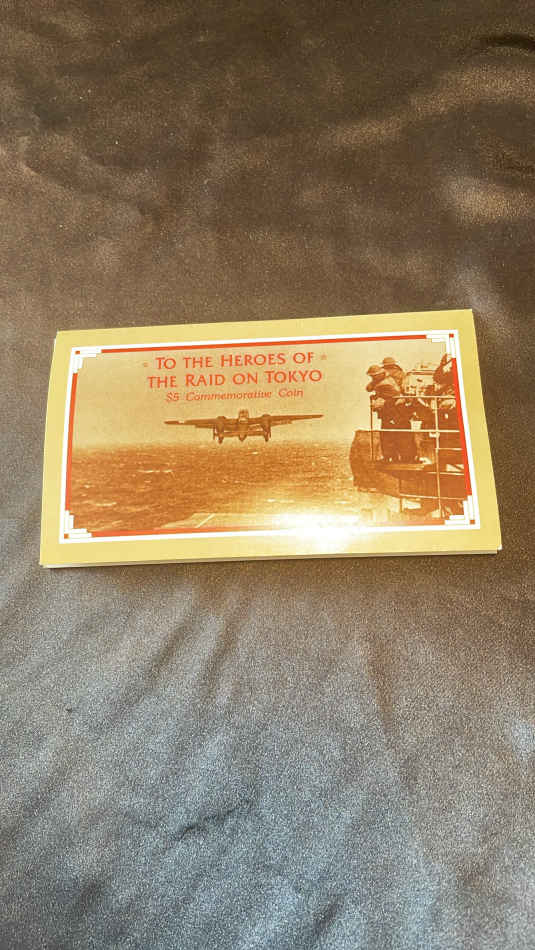 TO THE HEROES OF
THE RAID ON TOKYO
$5 Commemorative Coin